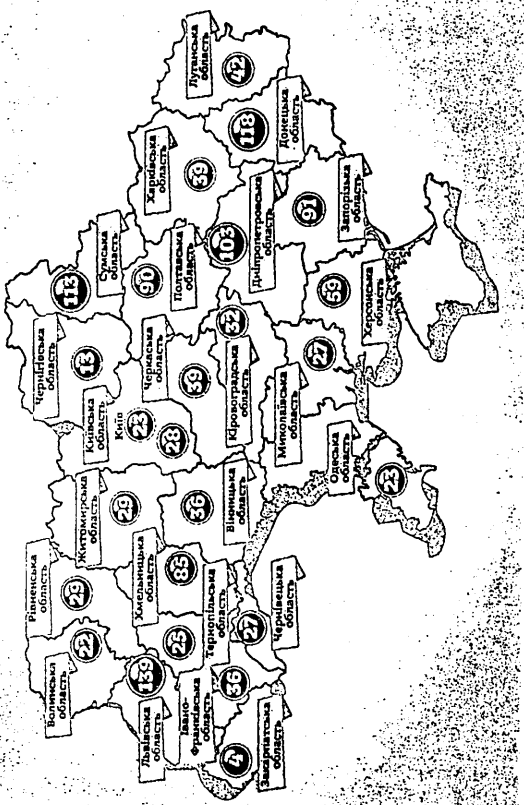 Волинська
область
22
Рівненська
область
29
Житомирська
область
29
Київська
область
Київ
23
28
Чернігівська
область
13
Сумська
область
113
Львівська
область
139
Тернопільська
область
25
Хмельницька
область
85
Вінницька
область
36
Черкаська
область
39
Полтавська
область
90
Харківська
область
39
Луганська
область
42
Закарпатська
область
4
Івано-
Франківська
область
36
Чернівецька
область
27
Кіровоградська
область
32
Дніпропетровська
область
103
Донецька
область
118
Одеська
область
23
Миколаївська
область
27
Херсонська
область
59
Запорізька
область
91